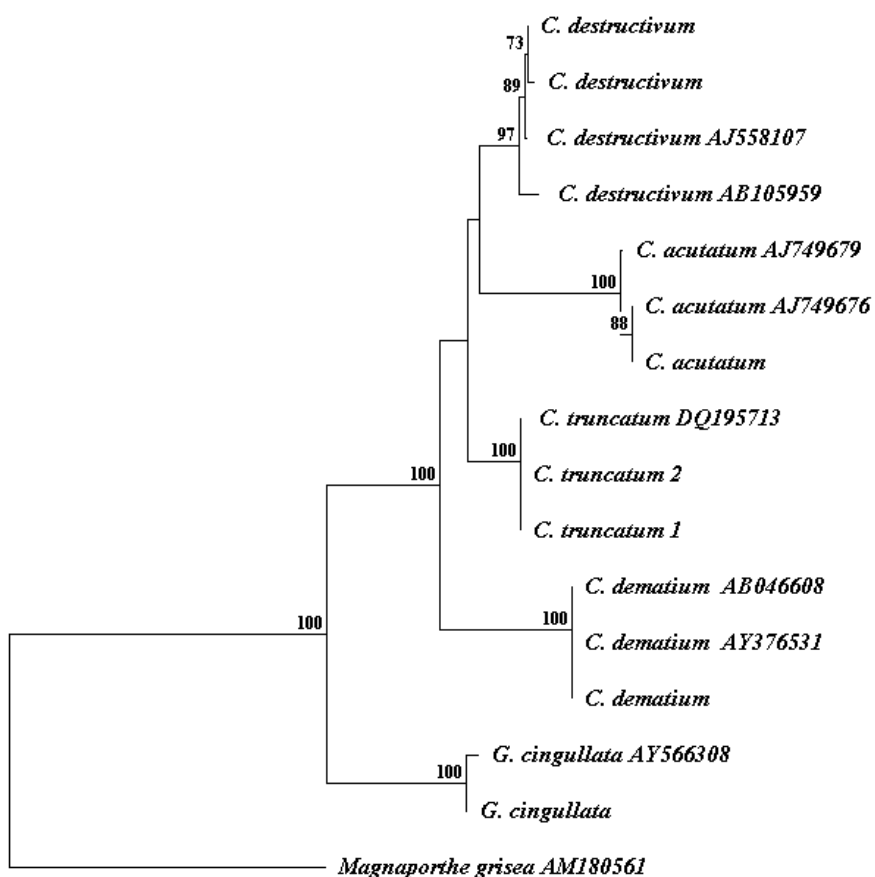 C. destructivum
73
C. destructivum
89
C. destructivum AJ558107
97
C. destructivum AB105959
C. acutatum AJ749679
100
C. acutatum AJ749676
88
C. acutatum
C. truncatum DQ195713
100
C. truncatum 2
100
C. truncatum 1
C. dematium AB046608
100
C. dematium AY376531
100
C. dematium
G. cingullata AY566308
100
G. cingullata
Magnaporthe grisea AM180561